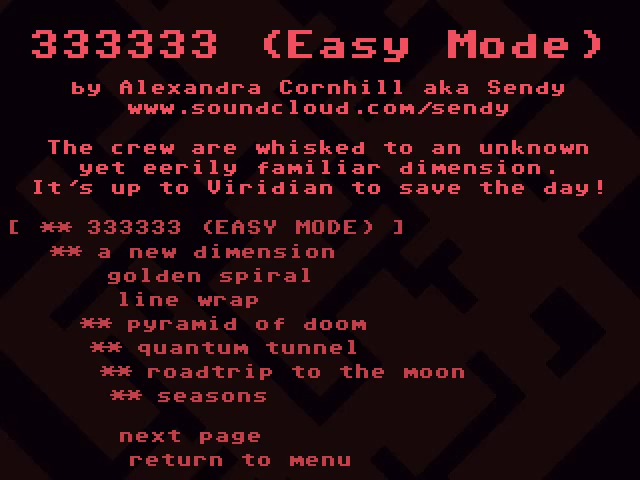 333333 (Easy Mode)
by Alexandra Cornhill aka Sendy
www.soundcloud.com/sendy
The crew are whisked to an unknown
yet eerily familiar dimension.
It's up to Viridian to save the day!
[ ** 333333 (EASY MODE) ]
** a new dimension
golden spiral
line wrap
** pyramid of doom
** quantum tunnel
** roadtrip to the moon
** seasons
next page
return to menu